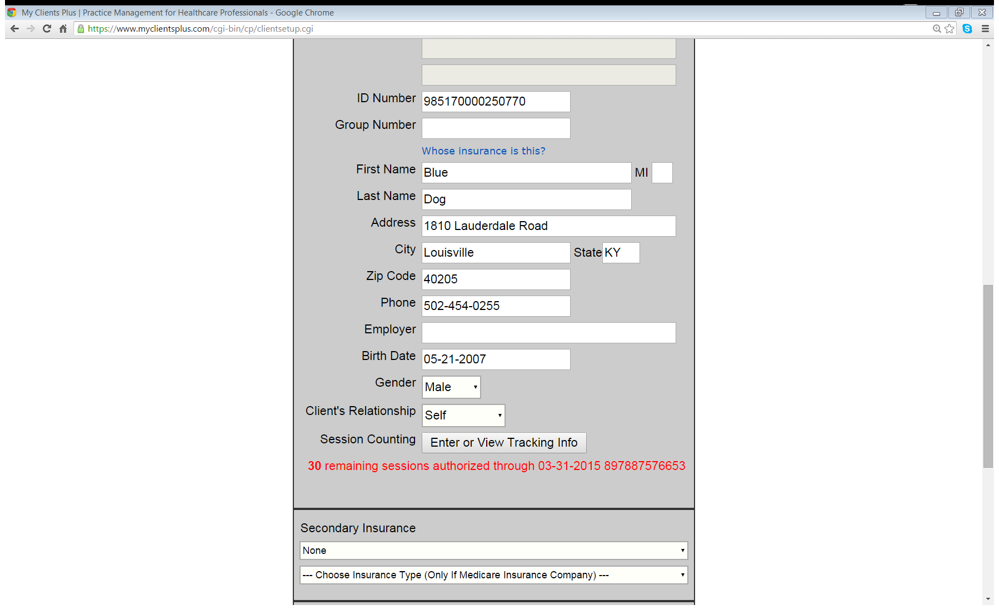 My Clients Plus | Practice Management for Healthcare Professionals - Google Chrome
https://www.myclientsplus.com/cgi-bin/cp/clientsetup.cgi
ID Number 985170000250770
Group Number
Whose insurance is this?
First Name Blue MI
Last Name Dog
Address 1810 Lauderdale Road
City Louisville State KY
Zip Code 40205
Phone 502-454-0255
Employer
Birth Date 05-21-2007
Gender Male
Client's Relationship Self
Session Counting Enter or View Tracking Info
30 remaining sessions authorized through 03-31-2015 897887576653
Secondary Insurance
None
--- Choose Insurance Type (Only If Medicare Insurance Company) ---